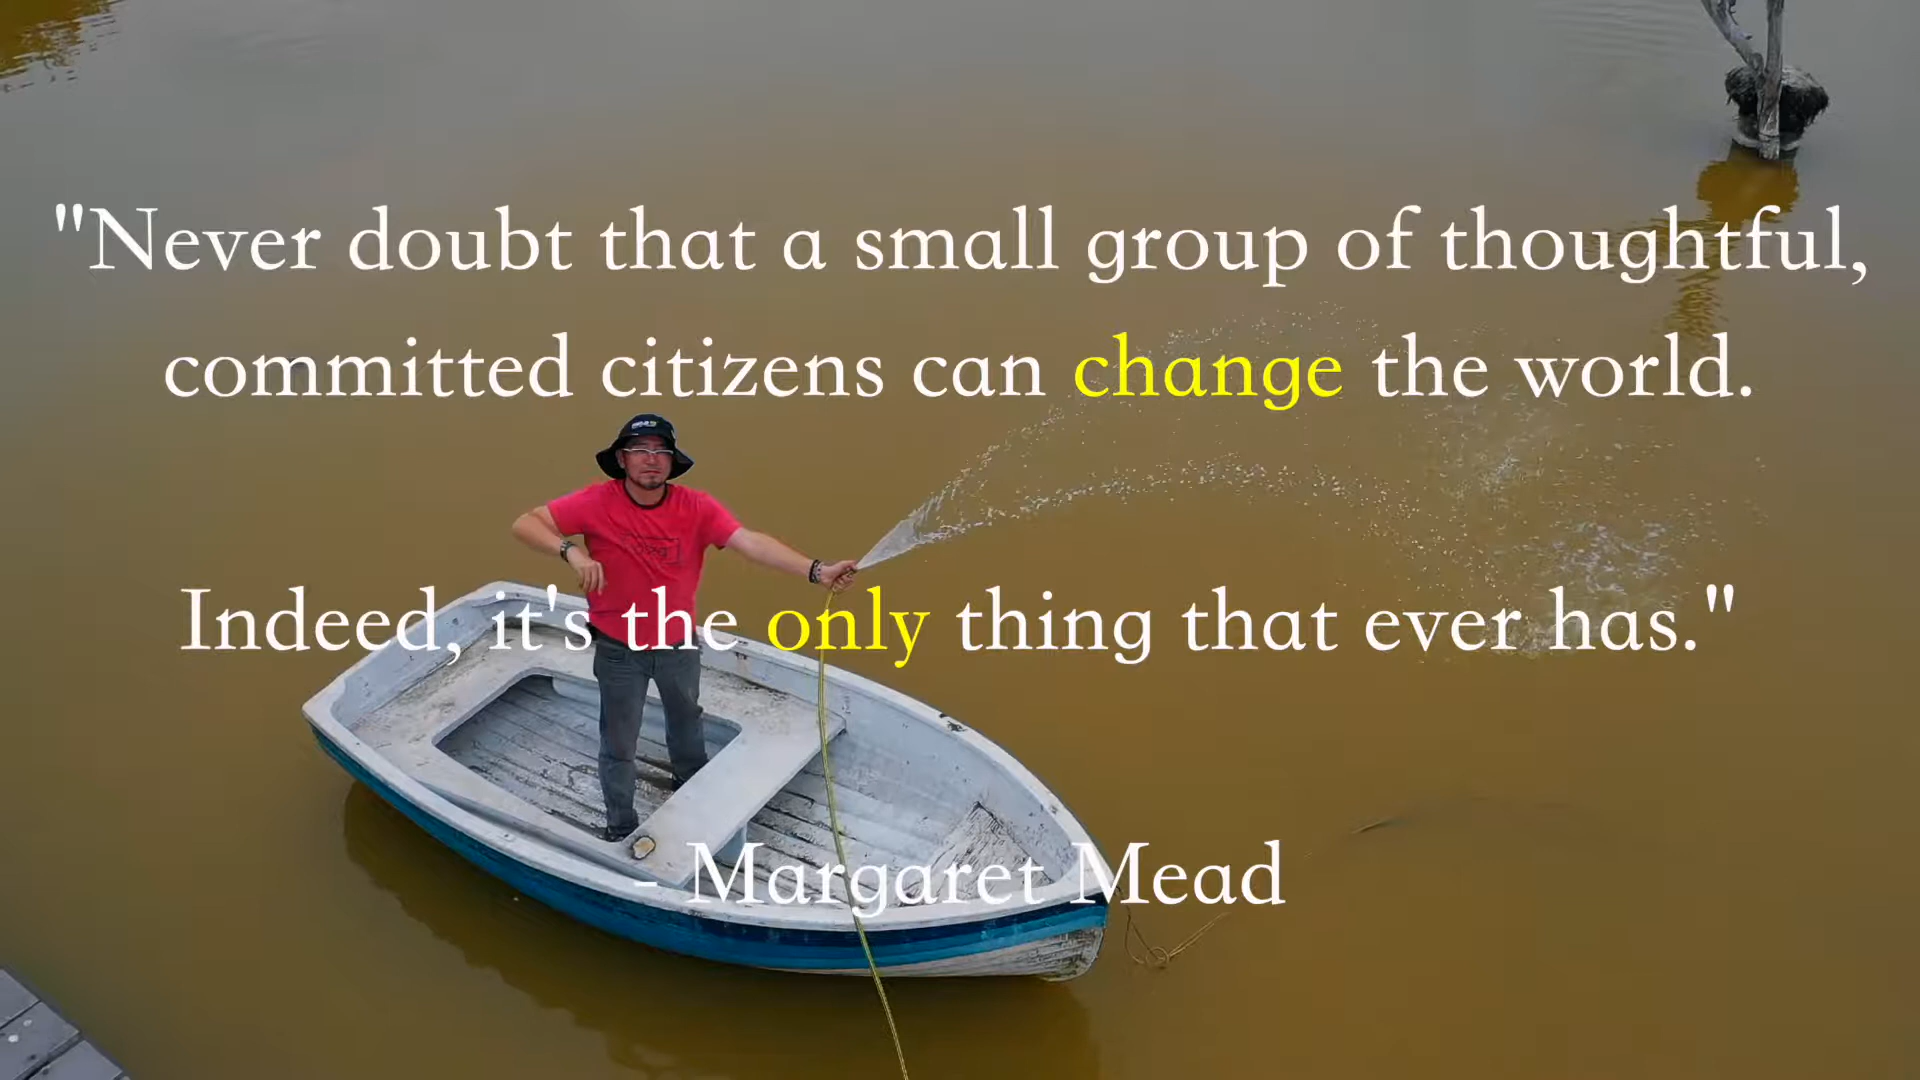 "Never doubt that a small group of thoughtful,
committed citizens can change the world.
Indeed, it's the only thing that ever has."
- Margaret Mead